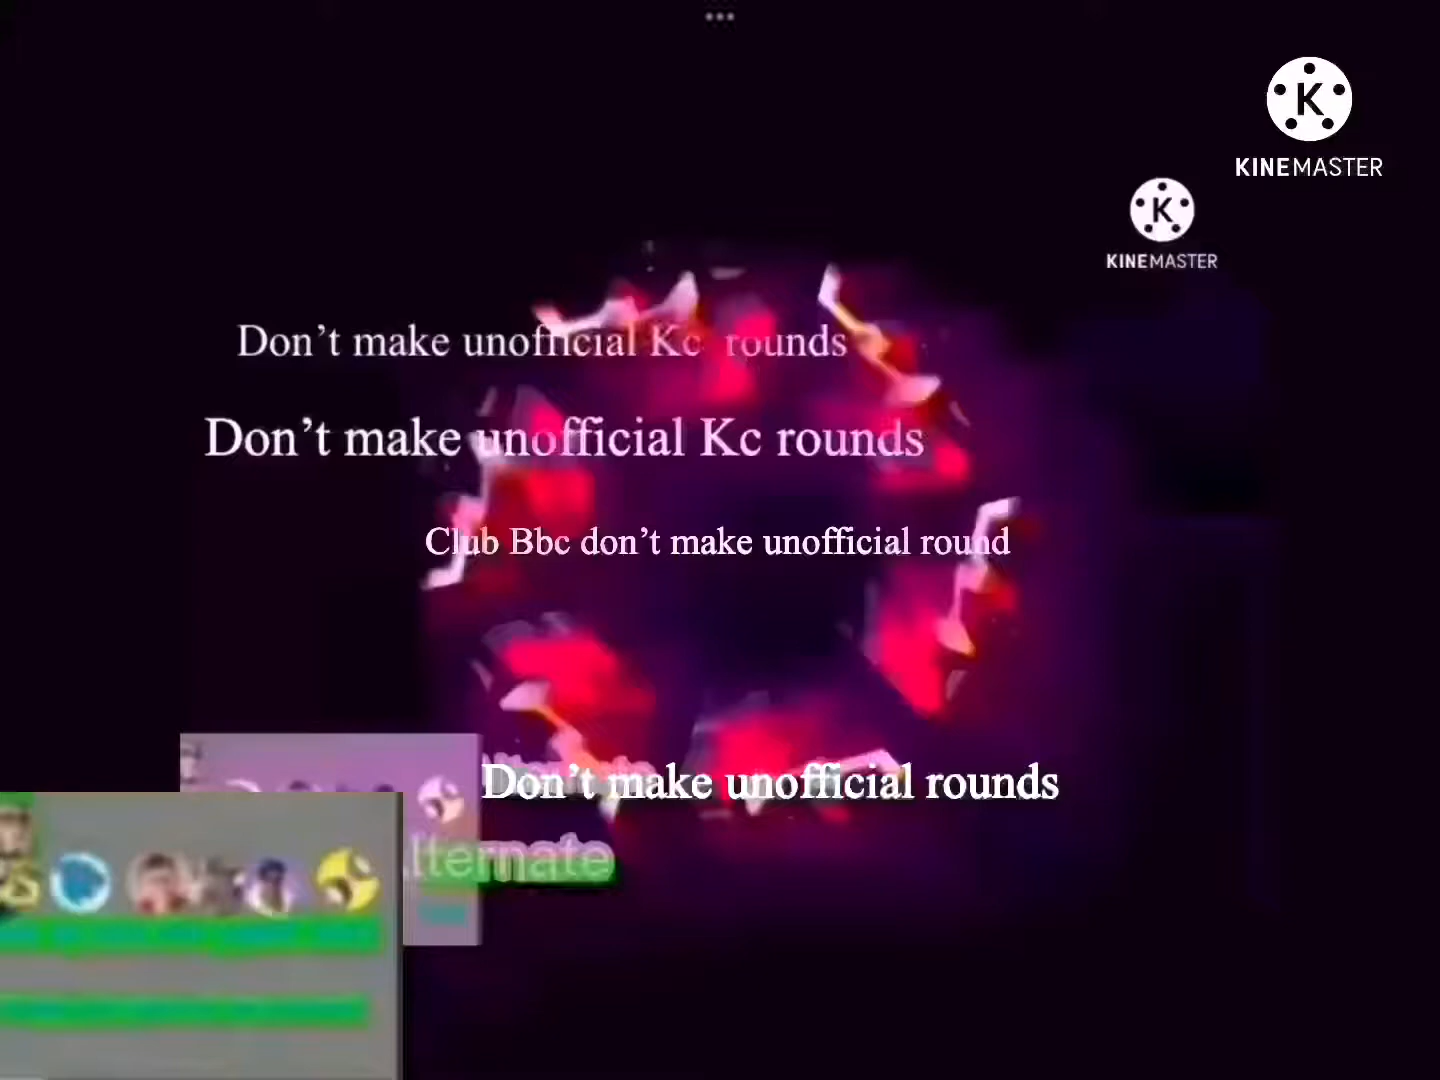 K
KINEMASTER
K
KINEMASTER
Don't make unofficial Kc rounds
Don't make unofficial Kc rounds
Club Bbc don't make unofficial round
Don't make unofficial rounds
lternate